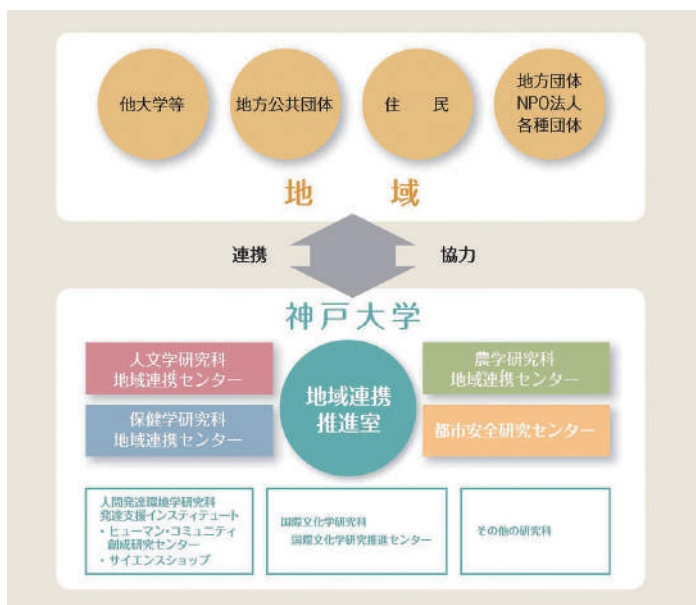 他大学等
地方公共団体
住　民
地方団体
NPO法人
各種団体
地　域
連携
協力
神戸大学
人文学研究科
地域連携センター
農学研究科
地域連携センター
地域連携
推進室
保健学研究科
地域連携センター
都市安全研究センター
人間発達環境学研究科
発達支援インスティテュート
・ヒューマン・コミュニティ
創成研究センター
・サイエンスショップ
国際文化学研究科
国際文化学研究推進センター
その他の研究科